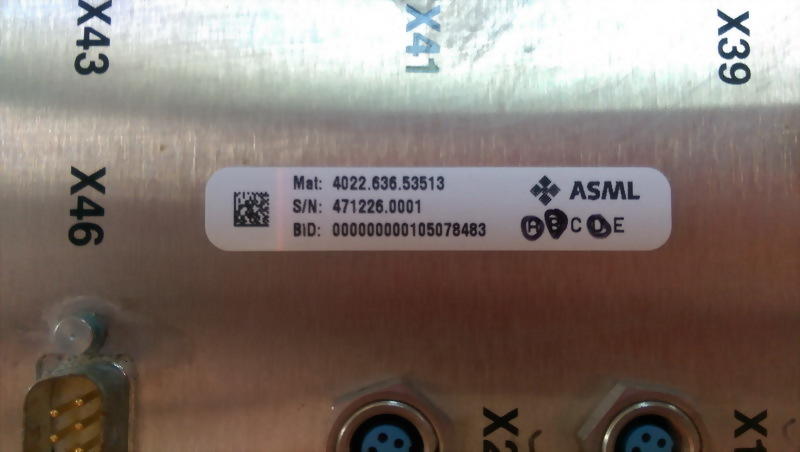 X43
X41
X39
X46
Mat: 4022.636.53513
S/N: 471226.0001
BID: 000000000105078483
ASML
A B C D E